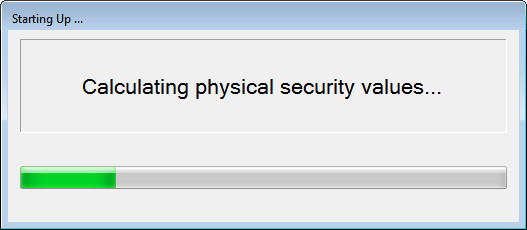 Starting Up ...
Calculating physical security values...